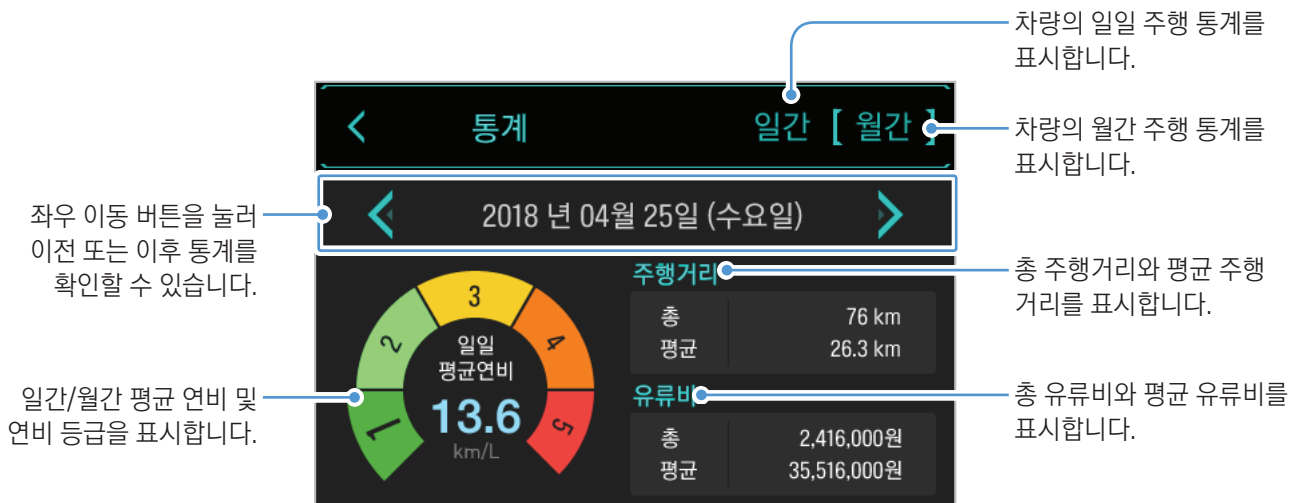 차량의 일일 주행 통계를
표시합니다.
통계
일간 [ 월간 ]
차량의 월간 주행 통계를
표시합니다.
좌우 이동 버튼을 눌러
이전 또는 이후 통계를
확인할 수 있습니다.
2018 년 04월 25일 (수요일)
일간/월간 평균 연비 및
연비 등급을 표시합니다.
1
2
3
4
5
일일
평균연비
13.6
km/L
주행거리
총 76 km
평균 26.3 km
총 주행거리와 평균 주행
거리를 표시합니다.
유류비
총 2,416,000원
평균 35,516,000원
총 유류비와 평균 유류비를
표시합니다.